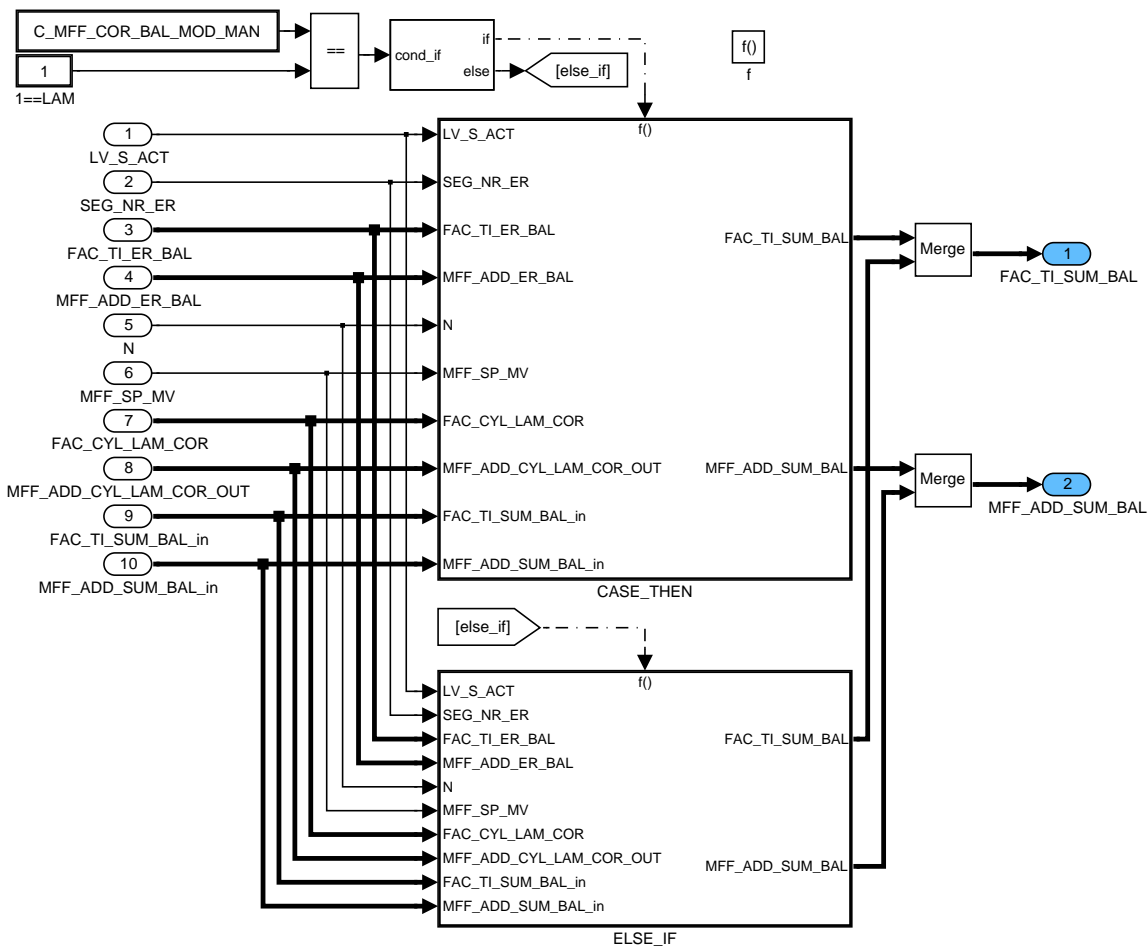 C_MFF_COR_BAL_MOD_MAN
1
1==LAM
==
cond_if
if
else
[else_if]
f()
f
1
LV_S_ACT
2
SEG_NR_ER
3
FAC_TI_ER_BAL
4
MFF_ADD_ER_BAL
5
N
6
MFF_SP_MV
7
FAC_CYL_LAM_COR
8
MFF_ADD_CYL_LAM_COR_OUT
9
FAC_TI_SUM_BAL_in
10
MFF_ADD_SUM_BAL_in
f()
LV_S_ACT
SEG_NR_ER
FAC_TI_ER_BAL
MFF_ADD_ER_BAL
N
MFF_SP_MV
FAC_CYL_LAM_COR
MFF_ADD_CYL_LAM_COR_OUT
FAC_TI_SUM_BAL_in
MFF_ADD_SUM_BAL_in
FAC_TI_SUM_BAL
MFF_ADD_SUM_BAL
CASE_THEN
Merge
1
FAC_TI_SUM_BAL
Merge
2
MFF_ADD_SUM_BAL
[else_if]
f()
LV_S_ACT
SEG_NR_ER
FAC_TI_ER_BAL
MFF_ADD_ER_BAL
N
MFF_SP_MV
FAC_CYL_LAM_COR
MFF_ADD_CYL_LAM_COR_OUT
FAC_TI_SUM_BAL_in
MFF_ADD_SUM_BAL_in
FAC_TI_SUM_BAL
MFF_ADD_SUM_BAL
ELSE_IF